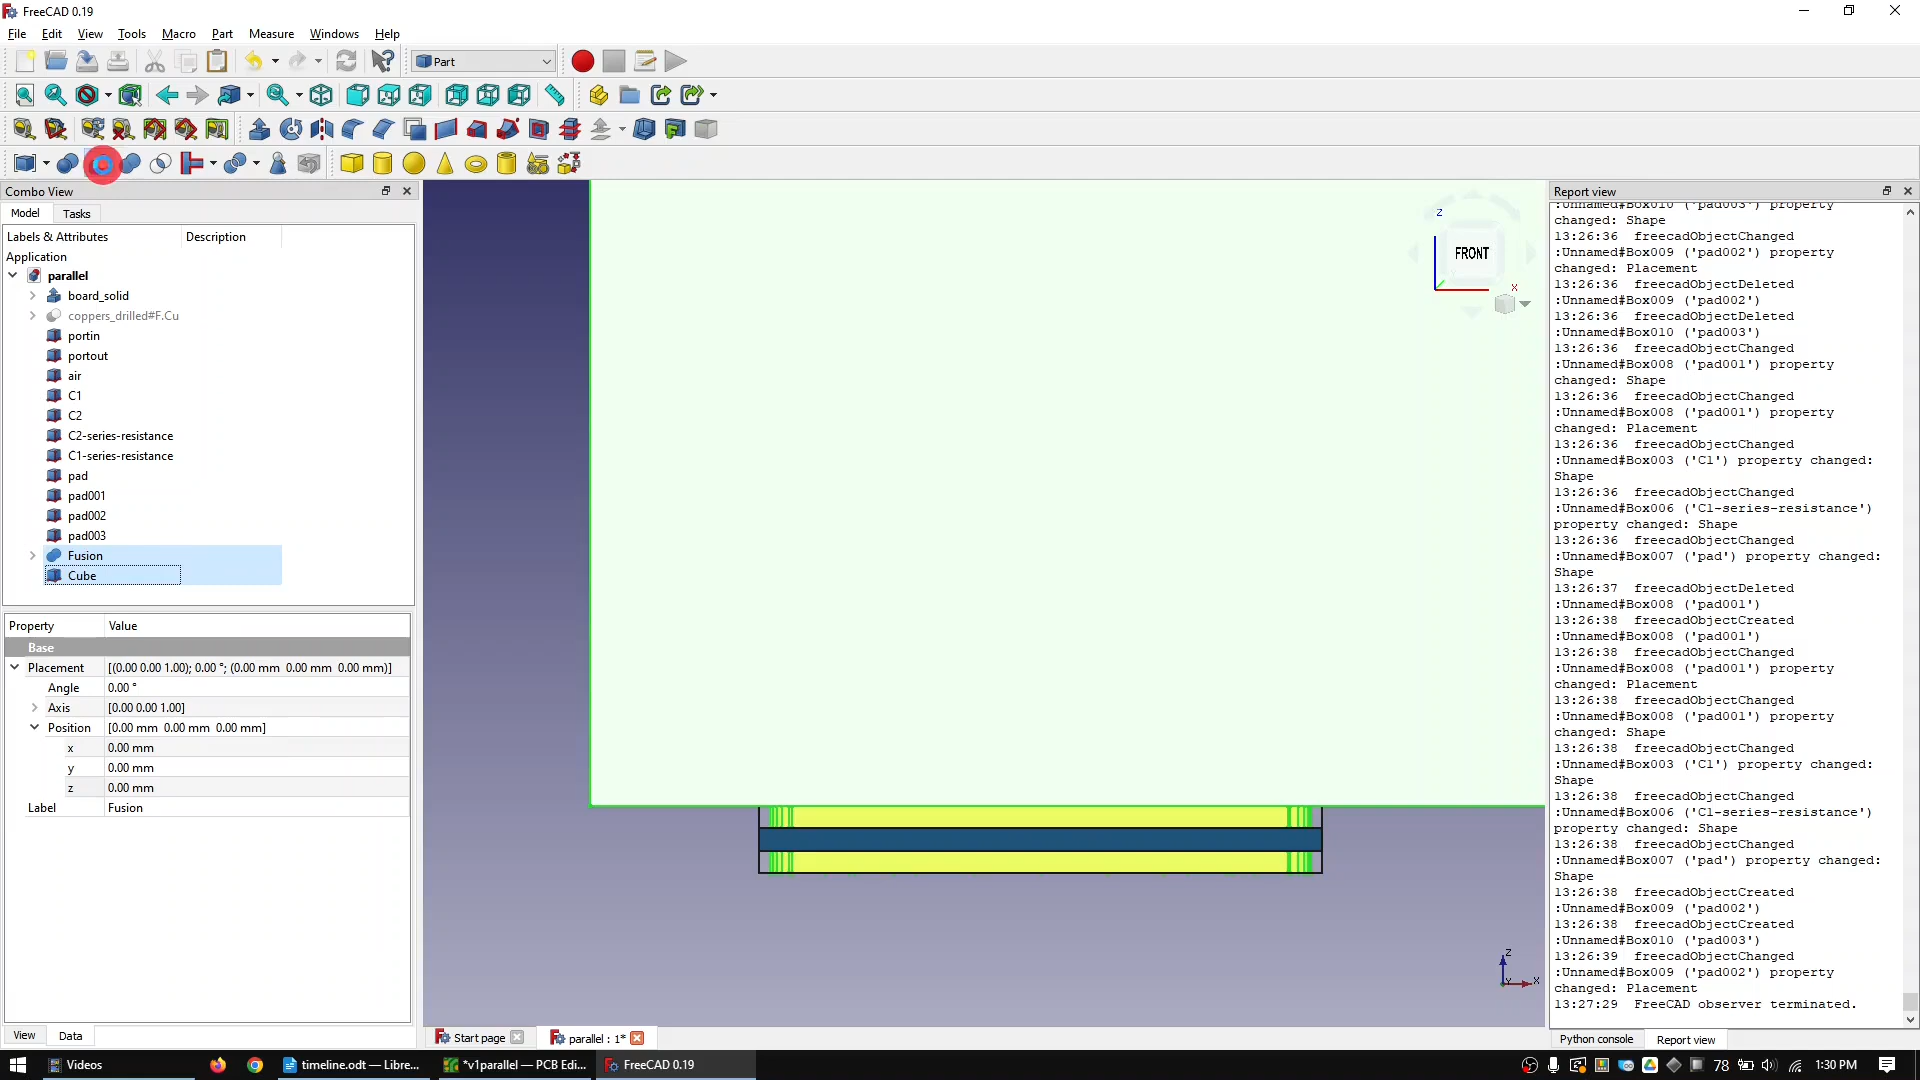 FreeCAD 0.19
File Edit View Tools Macro Part Measure Windows Help
Part
Combo View
Model Tasks
Labels & Attributes Description
Application
parallel
board_solid
coppers_drilled#F.Cu
portin
portout
air
C1
C2
C2-series-resistance
C1-series-resistance
pad
pad001
pad002
pad003
Fusion
Cube
Property Value
Base
Placement [(0.00 0.00 1.00); 0.00 °; (0.00 mm 0.00 mm 0.00 mm)]
Angle 0.00 °
Axis [0.00 0.00 1.00]
Position [0.00 mm 0.00 mm 0.00 mm]
x 0.00 mm
y 0.00 mm
z 0.00 mm
Label Fusion
View Data
Z
FRONT
X
Z
Y
X
Start page
parallel : 1*
Report view
:Unnamed#Box010 ('pad003') property
changed: Shape
13:26:36 freecadObjectChanged
:Unnamed#Box009 ('pad002') property
changed: Placement
13:26:36 freecadObjectDeleted
:Unnamed#Box009 ('pad002')
13:26:36 freecadObjectDeleted
:Unnamed#Box010 ('pad003')
13:26:36 freecadObjectChanged
:Unnamed#Box008 ('pad001') property
changed: Shape
13:26:36 freecadObjectChanged
:Unnamed#Box008 ('pad001') property
changed: Placement
13:26:36 freecadObjectChanged
:Unnamed#Box003 ('C1') property changed:
Shape
13:26:36 freecadObjectChanged
:Unnamed#Box006 ('C1-series-resistance')
property changed: Shape
13:26:36 freecadObjectChanged
:Unnamed#Box007 ('pad') property changed:
Shape
13:26:37 freecadObjectDeleted
:Unnamed#Box008 ('pad001')
13:26:38 freecadObjectCreated
:Unnamed#Box008 ('pad001')
13:26:38 freecadObjectChanged
:Unnamed#Box008 ('pad001') property
changed: Placement
13:26:38 freecadObjectChanged
:Unnamed#Box008 ('pad001') property
changed: Shape
13:26:38 freecadObjectChanged
:Unnamed#Box003 ('C1') property changed:
Shape
13:26:38 freecadObjectChanged
:Unnamed#Box006 ('C1-series-resistance')
property changed: Shape
13:26:38 freecadObjectChanged
:Unnamed#Box007 ('pad') property changed:
Shape
13:26:38 freecadObjectCreated
:Unnamed#Box009 ('pad002')
13:26:38 freecadObjectCreated
:Unnamed#Box010 ('pad003')
13:26:39 freecadObjectChanged
:Unnamed#Box009 ('pad002') property
changed: Placement
13:27:29 FreeCAD observer terminated.
Python console Report view
Videos
timeline.odt — Libre...
*v1parallel — PCB Edi...
FreeCAD 0.19
78
1:30 PM